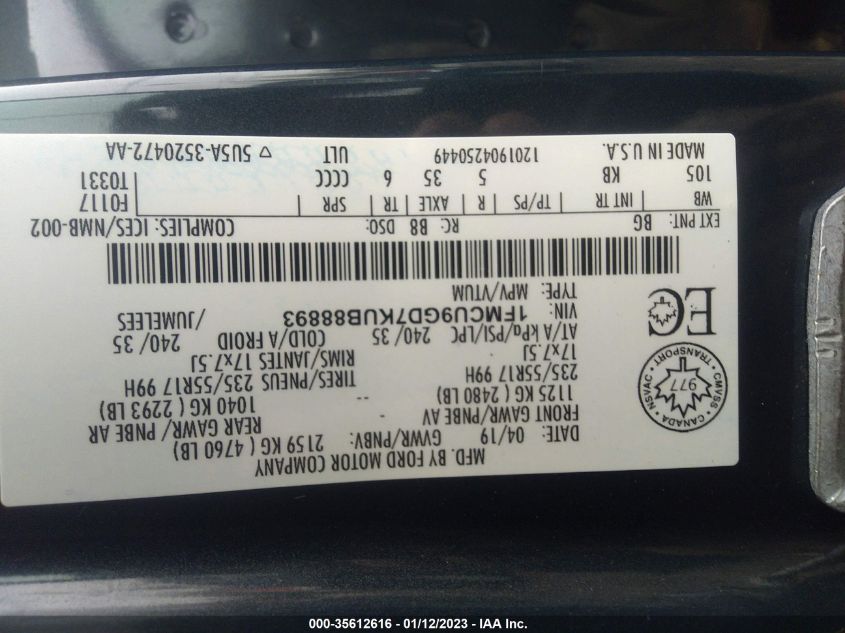 MFD. BY FORD MOTOR COMPANY
DATE: 04/19 GVWR/PNBV: 2159 KG ( 4760 LB)
FRONT GAWR/PNBE AV REAR GAWR/PNBE AR
1125 KG ( 2480 LB) -- 1040 KG ( 2293 LB)
235/55R17 99H TIRES/PNEUS 235/55R17 99H
17x7.5J RIMS/JANTES 17x7.5J
AT/A kPa/PSI/LPC 240/35 COLD/A FROID 240/35
VIN: 1FMCU9GD7KUB88893 /JUMELEES
TYPE: MPV/VTUM
CMVSS · CANADA · NSVAC · TRANSPORT ·
977
EC
EXT PNT: BG RC: B8 DSO: COMPLIES: ICES/NMB-002
WB INT TR TP/PS R AXLE TR SPR F0117
105 KB 5 35 6 CCCC T0331
MADE IN U.S.A. 1201904250449 ULT ▽ 5U5A-3520472-AA
000-35612616 - 01/12/2023 - IAA Inc.